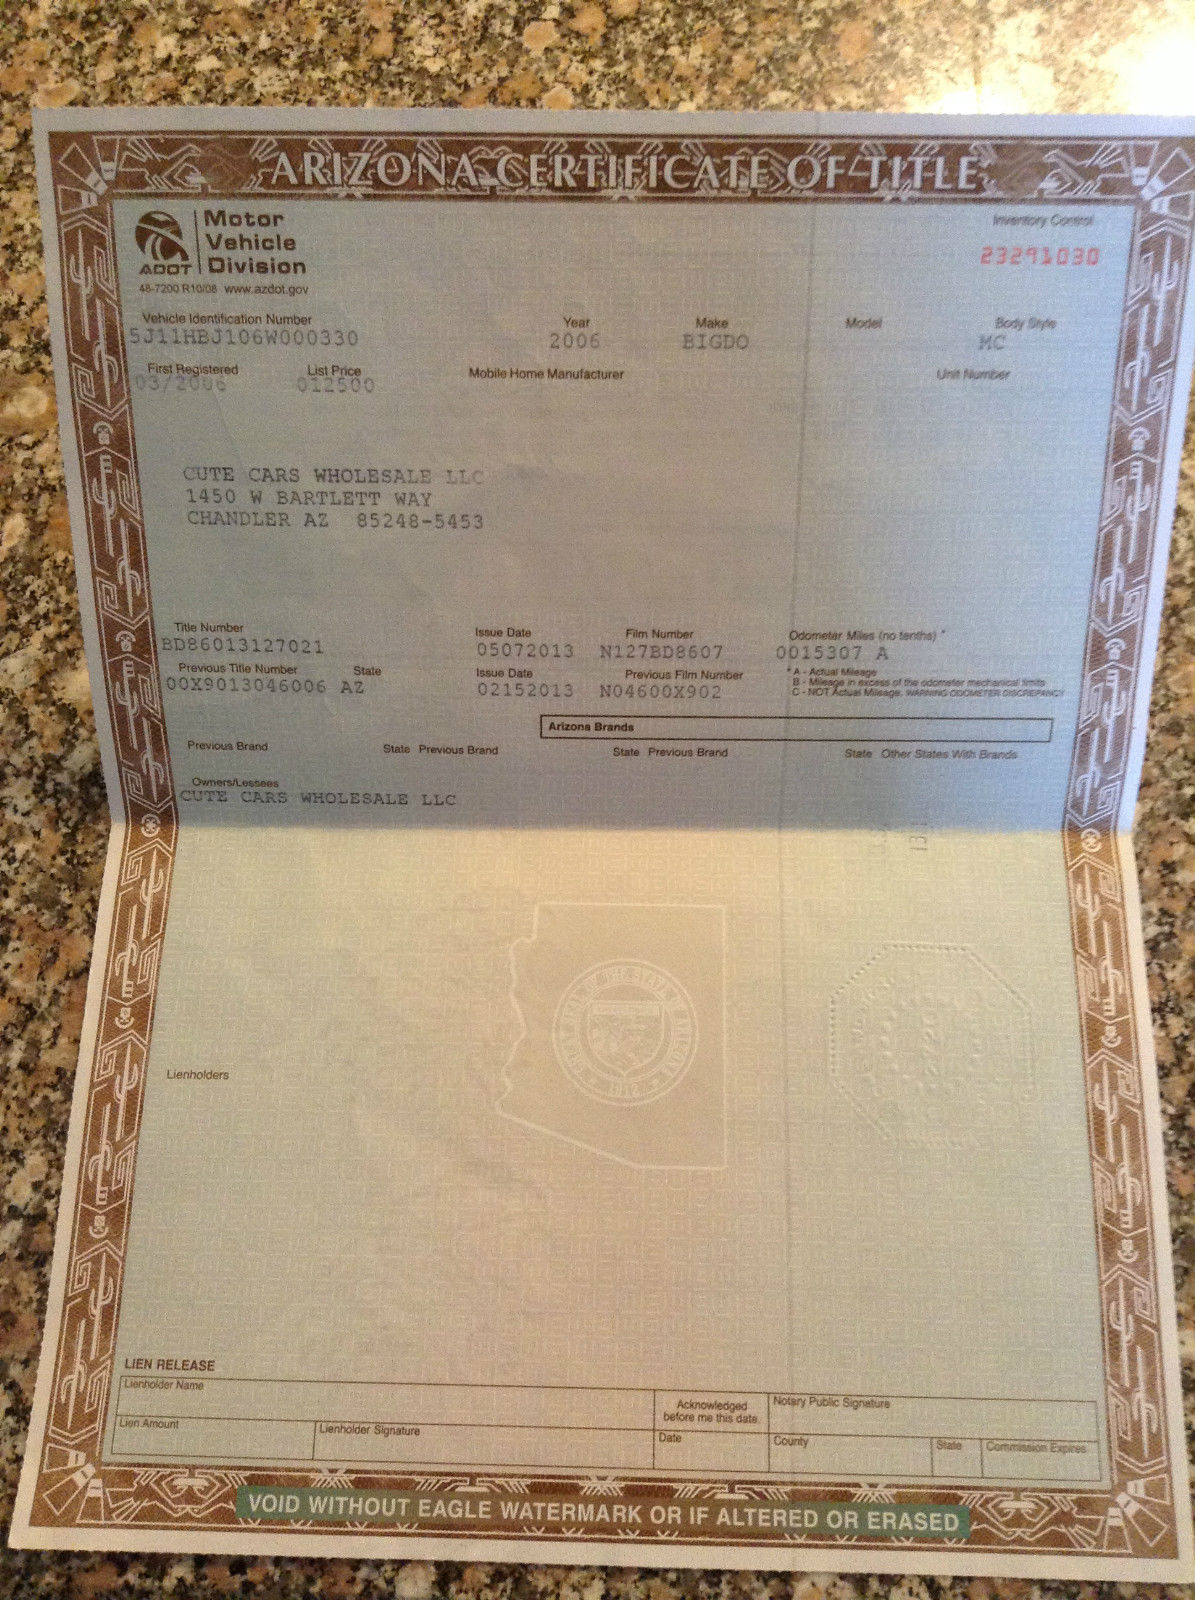 ARIZONA CERTIFICATE OF TITLE
ADOT
Motor
Vehicle
Division
48-7200 R10/08 www.azdot.gov
Inventory Control
23291030
Vehicle Identification Number Year Make Model Body Style
5J11HBJ106W000330 2006 BIGDO MC
First Registered List Price Mobile Home Manufacturer Unit Number
03/2006 012500
CUTE CARS WHOLESALE LLC
1450 W BARTLETT WAY
CHANDLER AZ 85248-5453
Title Number Issue Date Film Number Odometer Miles (no tenths) *
BD86013127021 05072013 N127BD8607 0015307 A
Previous Title Number State Issue Date Previous Film Number
00X9013046006 AZ 02152013 N04600X902
* A - Actual Mileage
B - Mileage in excess of the odometer mechanical limits
C - NOT Actual Mileage, WARNING ODOMETER DISCREPANCY
Arizona Brands
Previous Brand State Previous Brand State Previous Brand State Other States With Brands
Owners/Lessees
CUTE CARS WHOLESALE LLC
1912
Lienholders
LIEN RELEASE
Lienholder Name
Acknowledged
before me this date
Notary Public Signature
Lien Amount Lienholder Signature Date County State Commission Expires
VOID WITHOUT EAGLE WATERMARK OR IF ALTERED OR ERASED